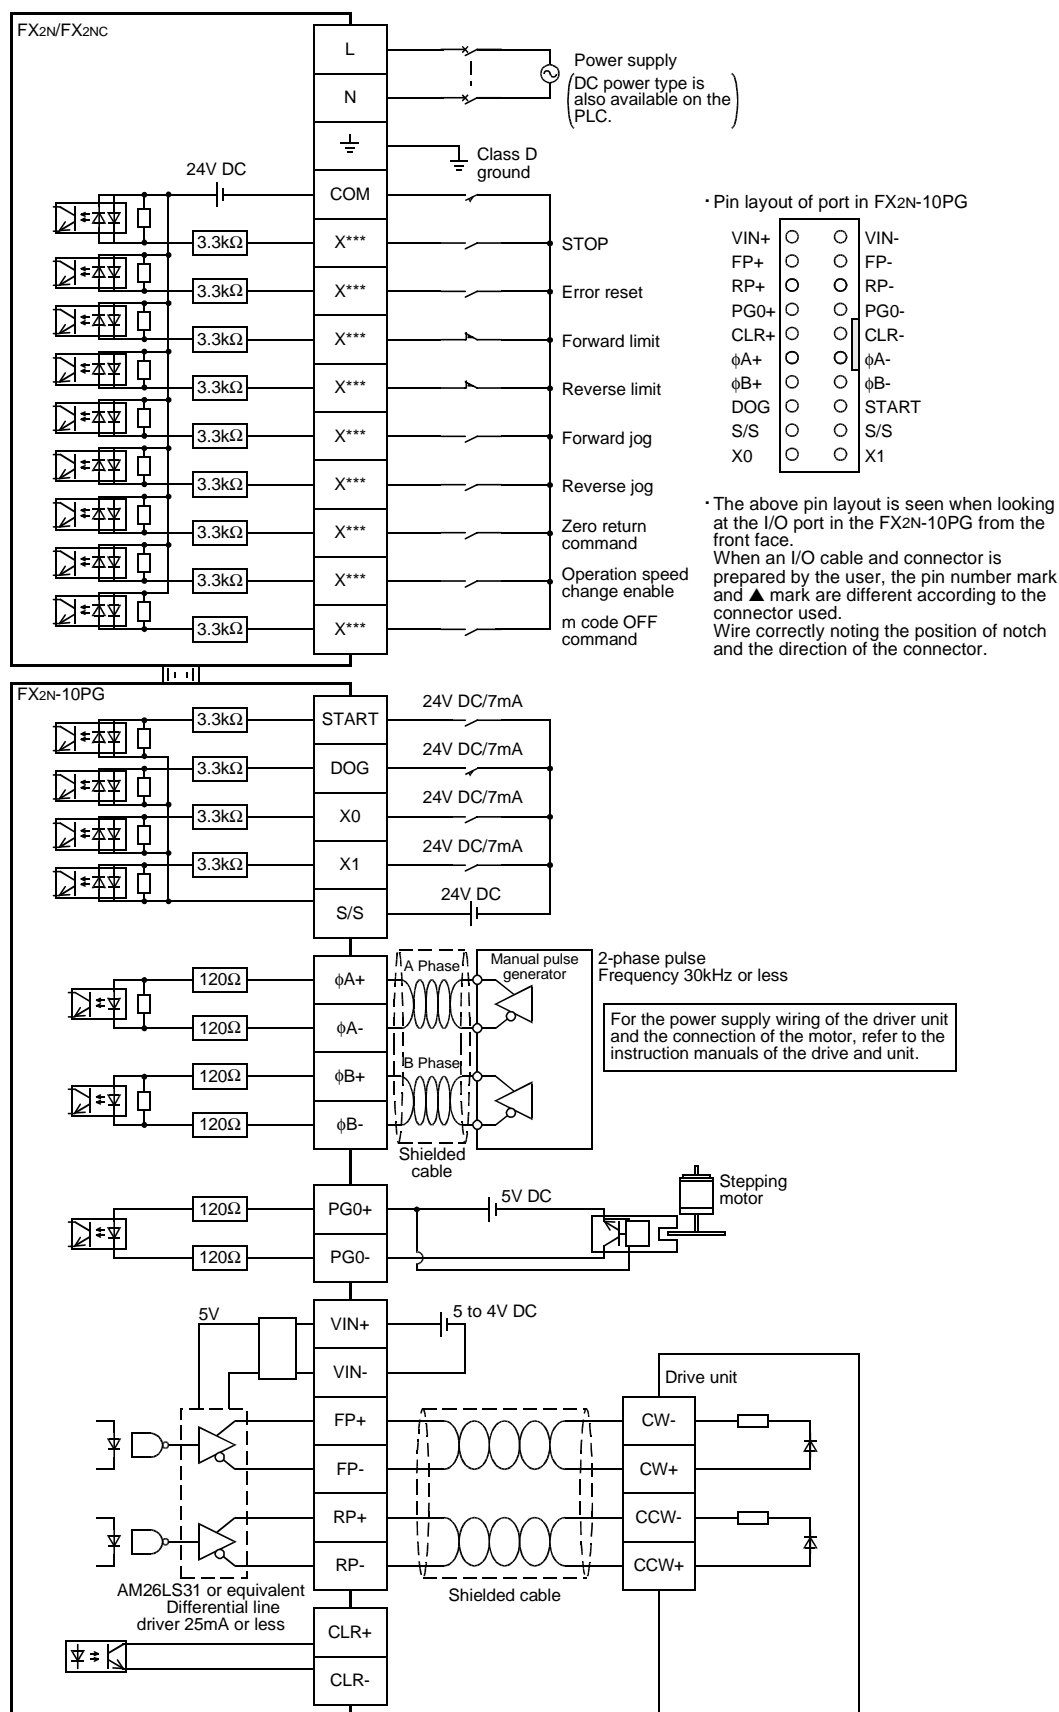 FX2N/FX2NC
L
N
Power supply
DC power type is
also available on the
PLC.
Class D
ground
24V DC
COM
3.3kΩ
X***
STOP
3.3kΩ
X***
Error reset
3.3kΩ
X***
Forward limit
3.3kΩ
X***
Reverse limit
3.3kΩ
X***
Forward jog
3.3kΩ
X***
Reverse jog
3.3kΩ
X***
Zero return
command
3.3kΩ
X***
Operation speed
change enable
3.3kΩ
X***
m code OFF
command
· Pin layout of port in FX2N-10PG
VIN+ VIN-
FP+ FP-
RP+ RP-
PG0+ PG0-
CLR+ CLR-
ϕA+ ϕA-
ϕB+ ϕB-
DOG START
S/S S/S
X0 X1
· The above pin layout is seen when looking
at the I/O port in the FX2N-10PG from the
front face.
When an I/O cable and connector is
prepared by the user, the pin number mark
and ▲ mark are different according to the
connector used.
Wire correctly noting the position of notch
and the direction of the connector.
FX2N-10PG
3.3kΩ
START
24V DC/7mA
3.3kΩ
DOG
24V DC/7mA
3.3kΩ
X0
24V DC/7mA
3.3kΩ
X1
24V DC/7mA
S/S
24V DC
120Ω
ϕA+
A Phase
Manual pulse
generator
2-phase pulse
Frequency 30kHz or less
120Ω
ϕA-
For the power supply wiring of the driver unit
and the connection of the motor, refer to the
instruction manuals of the drive and unit.
120Ω
ϕB+
B Phase
120Ω
ϕB-
Shielded
cable
120Ω
PG0+
5V DC
Stepping
motor
120Ω
PG0-
5V
VIN+
5 to 4V DC
VIN-
Drive unit
FP+
CW-
FP-
CW+
RP+
CCW-
RP-
CCW+
AM26LS31 or equivalent
Differential line
driver 25mA or less
Shielded cable
CLR+
CLR-